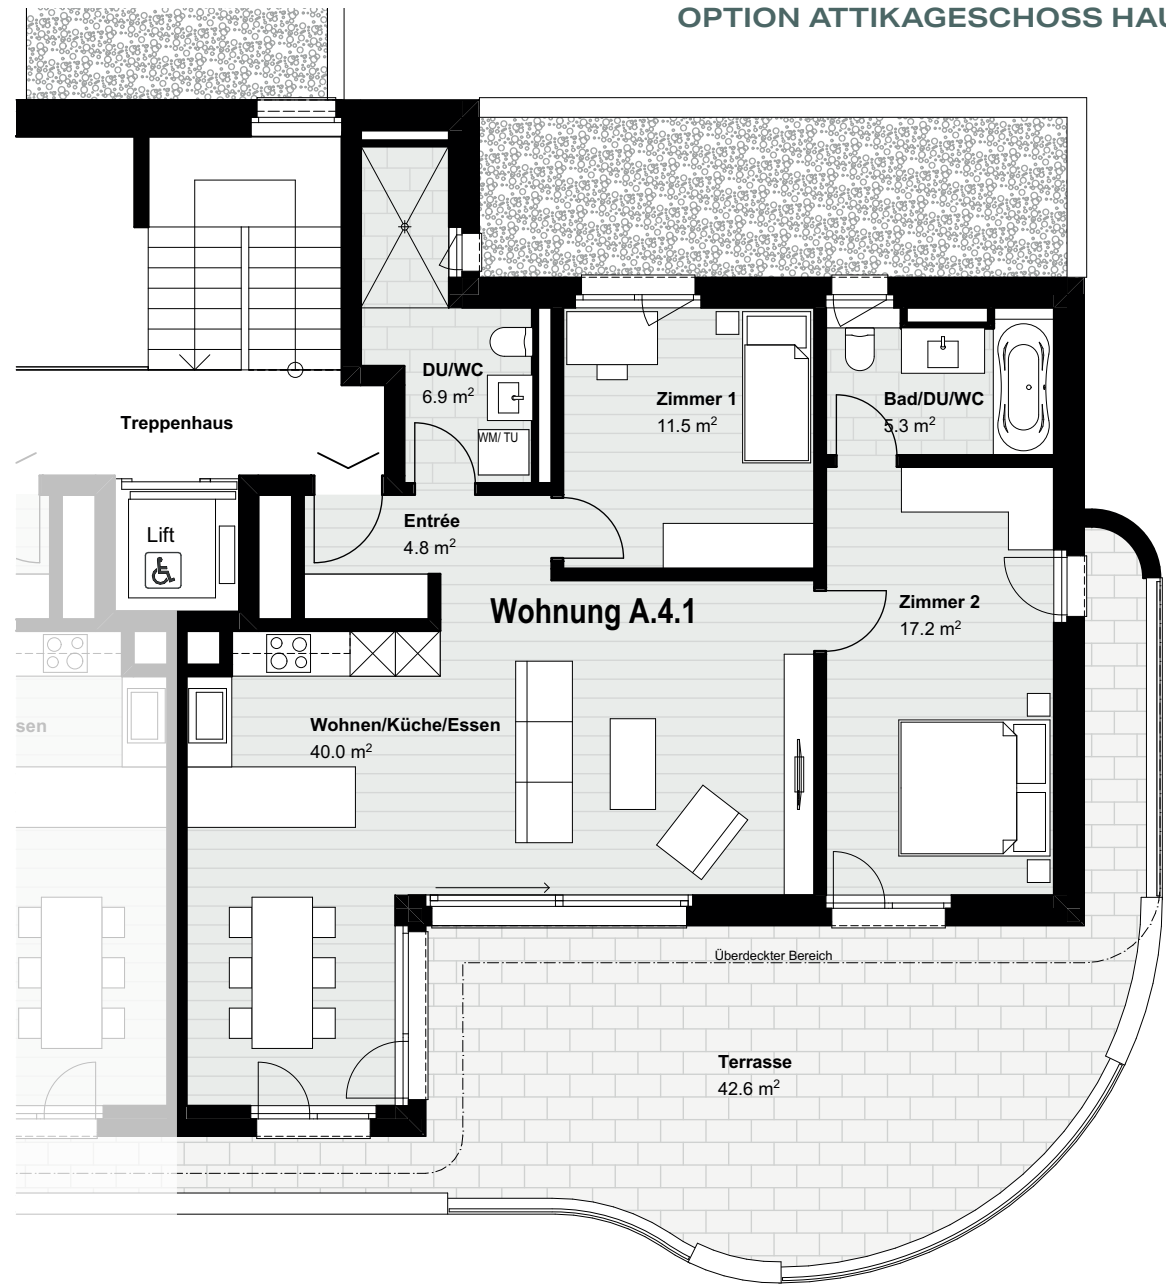 OPTION ATTIKAGESCHOSS HAU
DU/WC
6.9 m²
WM/ TU
Zimmer 1
11.5 m²
Bad/DU/WC
5.3 m²
Treppenhaus
Lift
Entrée
4.8 m²
Wohnung A.4.1
Zimmer 2
17.2 m²
sen
Wohnen/Küche/Essen
40.0 m²
Überdeckter Bereich
Terrasse
42.6 m²